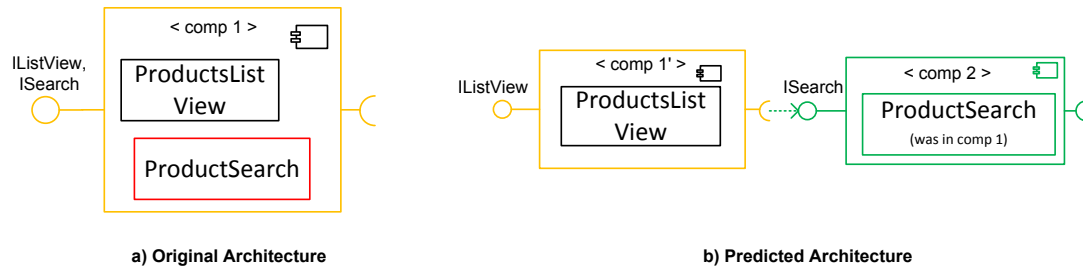 < comp 1 >
IListView,
ISearch
ProductsList
View
ProductSearch
a) Original Architecture
< comp 1' >
IListView
ProductsList
View
ISearch
< comp 2 >
ProductSearch
(was in comp 1)
b) Predicted Architecture